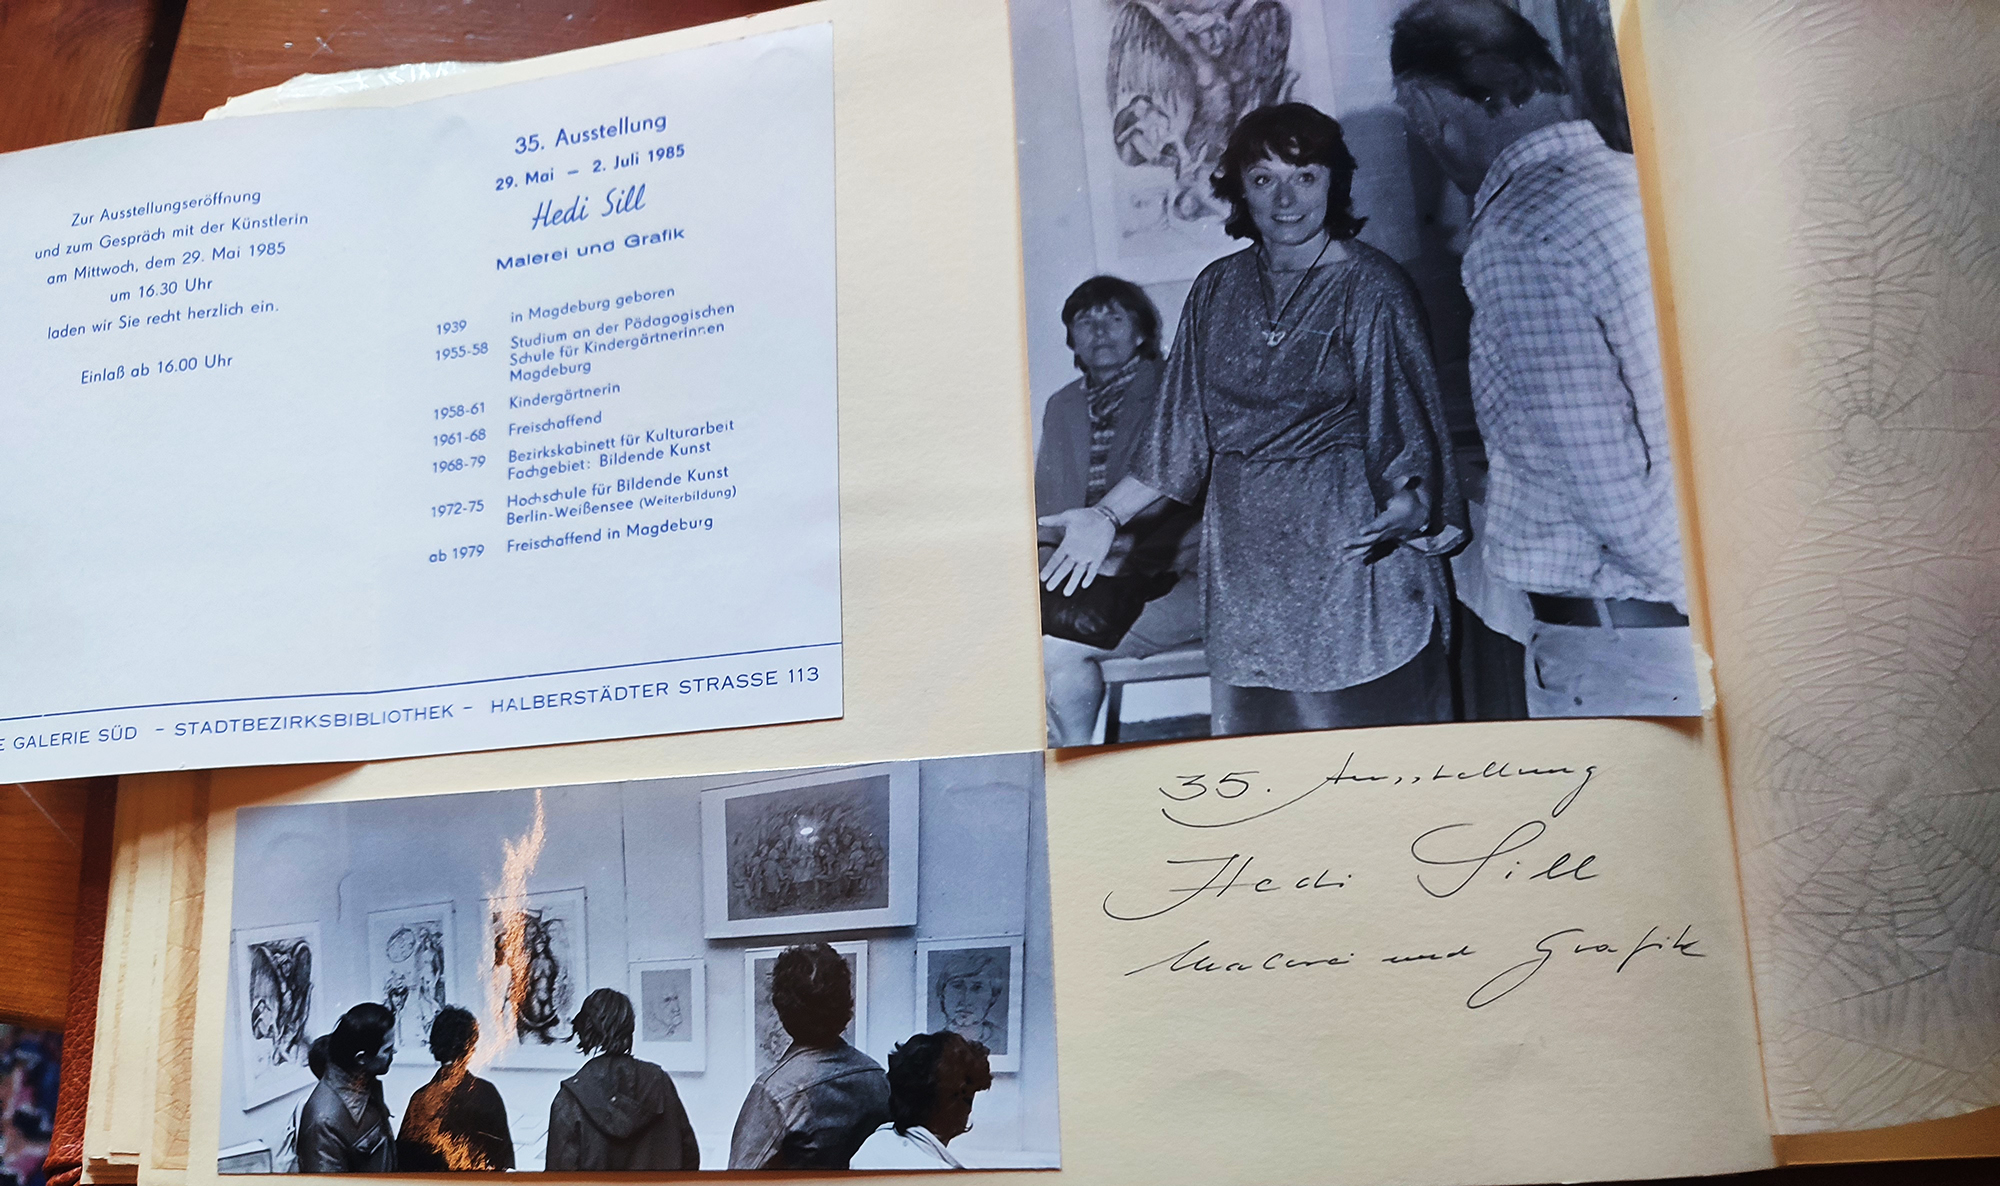 Zur Ausstellungseröffnung
und zum Gespräch mit der Künstlerin
am Mittwoch, dem 29. Mai 1985
um 16.30 Uhr
laden wir Sie recht herzlich ein.
Einlaß ab 16.00 Uhr
35. Ausstellung
29. Mai – 2. Juli 1985
Hedi Sill
Malerei und Grafik
1939 in Magdeburg geboren
1955-58 Studium an der Pädagogischen
Schule für Kindergärtnerinnen
Magdeburg
1958-61 Kindergärtnerin
1961-68 Freischaffend
1968-79 Bezirkskabinett für Kulturarbeit
Fachgebiet: Bildende Kunst
1972-75 Hochschule für Bildende Kunst
Berlin-Weißensee (Weiterbildung)
ab 1979 Freischaffend in Magdeburg
E GALERIE SÜD – STADTBEZIRKSBIBLIOTHEK – HALBERSTÄDTER STRASSE 113
35. Ausstellung
Hedi Sill
Malerei und Grafik